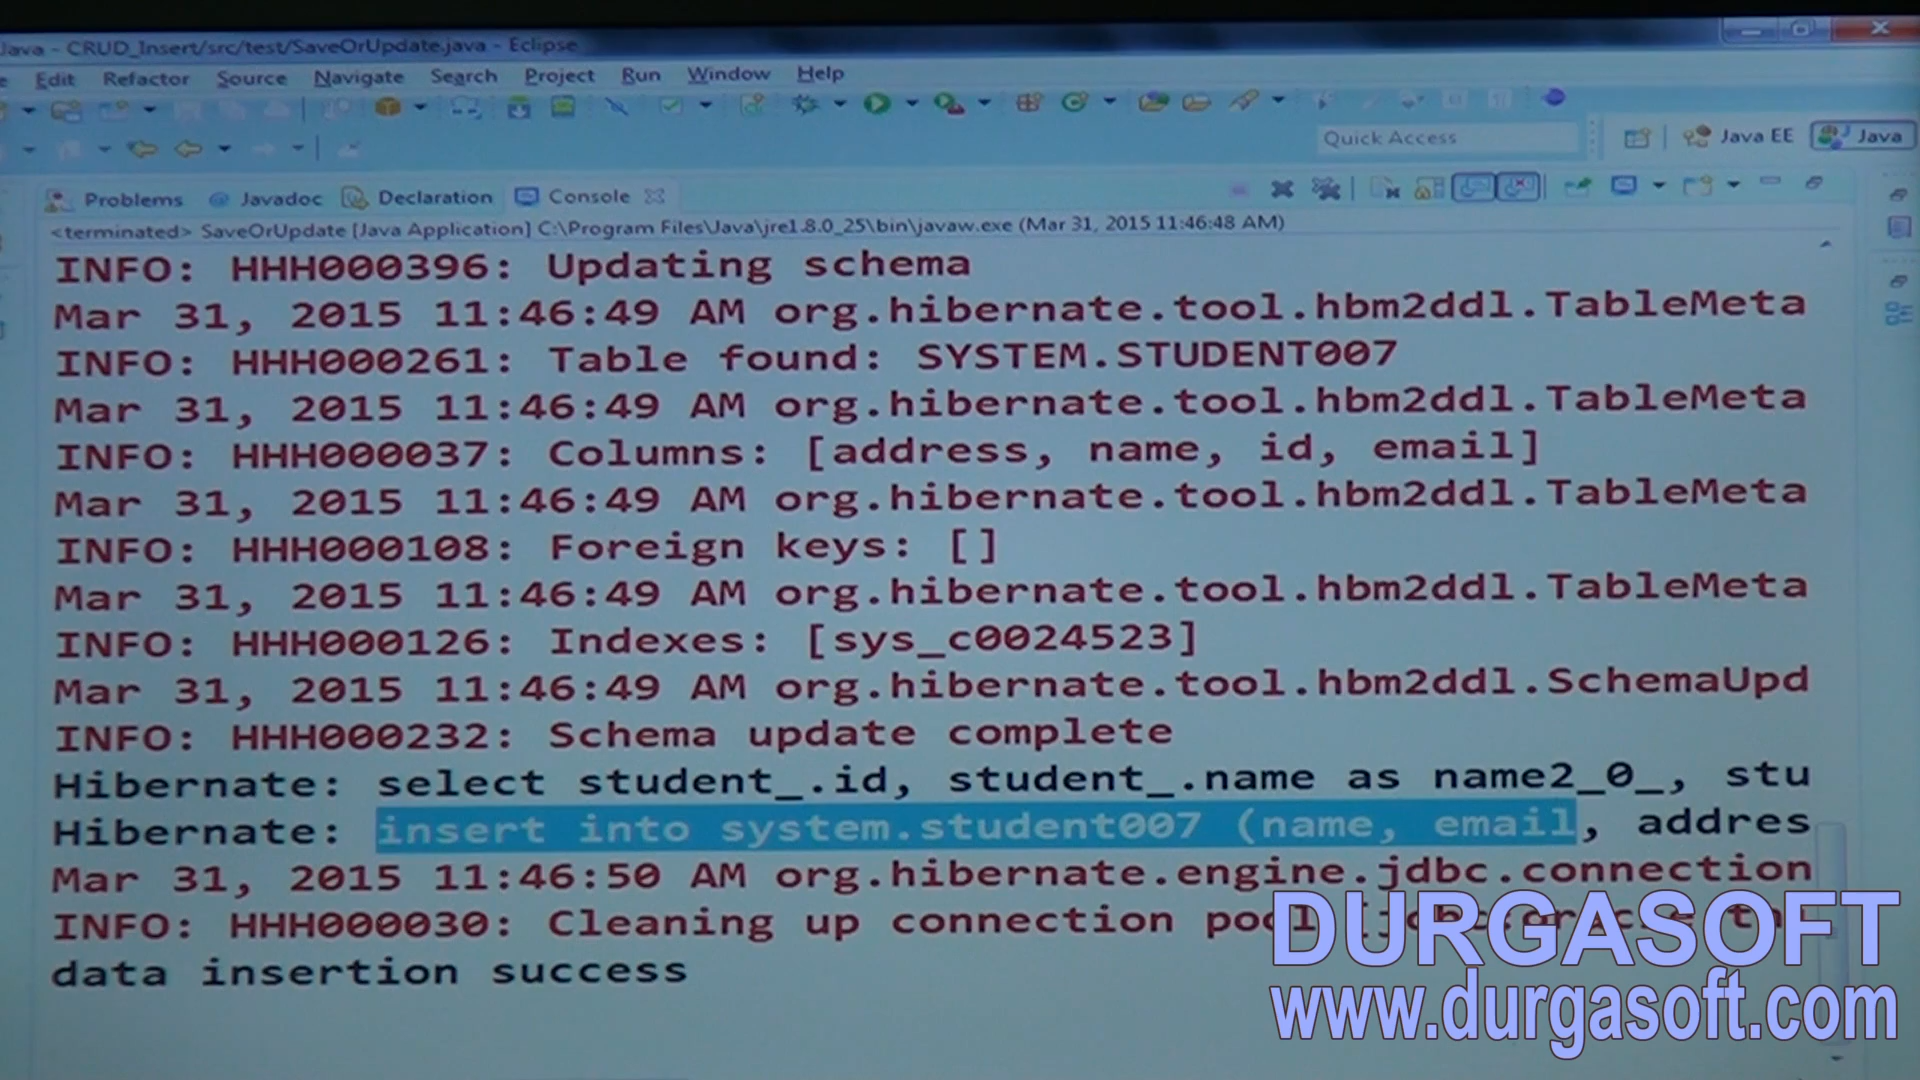 Java - CRUD_Insert/src/test/SaveOrUpdate.java - Eclipse
Edit Refactor Source Navigate Search Project Run Window Help
Quick Access Java EE Java
Problems Javadoc Declaration Console
<terminated> SaveOrUpdate [Java Application] C:\Program Files\Java\jre1.8.0_25\bin\javaw.exe (Mar 31, 2015 11:46:48 AM)
INFO: HHH000396: Updating schema
Mar 31, 2015 11:46:49 AM org.hibernate.tool.hbm2ddl.TableMeta
INFO: HHH000261: Table found: SYSTEM.STUDENT007
Mar 31, 2015 11:46:49 AM org.hibernate.tool.hbm2ddl.TableMeta
INFO: HHH000037: Columns: [address, name, id, email]
Mar 31, 2015 11:46:49 AM org.hibernate.tool.hbm2ddl.TableMeta
INFO: HHH000108: Foreign keys: []
Mar 31, 2015 11:46:49 AM org.hibernate.tool.hbm2ddl.TableMeta
INFO: HHH000126: Indexes: [sys_c0024523]
Mar 31, 2015 11:46:49 AM org.hibernate.tool.hbm2ddl.SchemaUpd
INFO: HHH000232: Schema update complete
Hibernate: select student_.id, student_.name as name2_0_, stu
Hibernate: insert into system.student007 (name, email, addres
Mar 31, 2015 11:46:50 AM org.hibernate.engine.jdbc.connection
INFO: HHH000030: Cleaning up connection pool
data insertion success
DURGASOFT
www.durgasoft.com